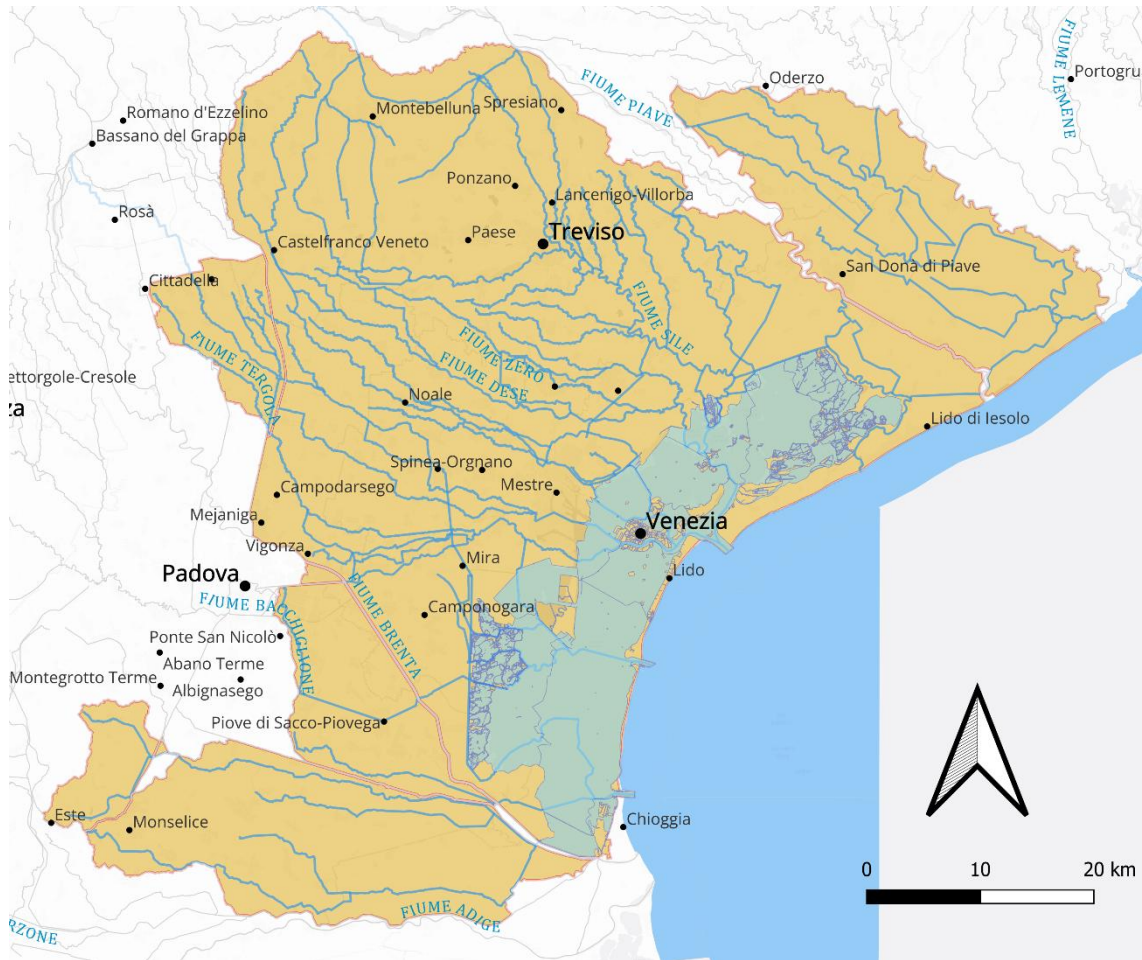 Oderzo
FIUME LEMENE
Portogru
FIUME PIAVE
Romano d'Ezzelino
Montebelluna
Spresiano
Bassano del Grappa
Ponzano
Lancenigo-Villorba
Rosà
Paese
Treviso
Castelfranco Veneto
San Donà di Piave
Cittadella
FIUME SILE
FIUME ZERO
FIUME TERGOLA
FIUME DESE
ettorgole-Cresole
Noale
za
Lido di Iesolo
Spinea-Orgnano
Mestre
Campodarsego
Mejaniga
Venezia
Vigonza
Mira
Padova
Lido
FIUME BACCHIGLIONE
FIUME BRENTA
Camponogara
Ponte San Nicolò
Abano Terme
Montegrotto Terme
Albignasego
Piove di Sacco-Piovega
Este
Monselice
Chioggia
0 10 20 km
FIUME ADIGE
RZONE